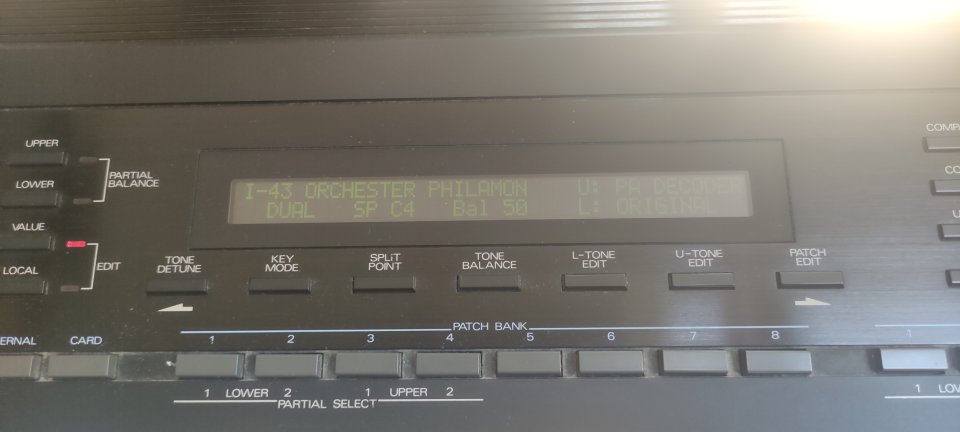 UPPER
LOWER
PARTIAL
BALANCE
VALUE
LOCAL
EDIT
I-43 ORCHESTER PHILAMON U: PA DECODER
DUAL SP C4 Bal 50 L: ORIGINAL
TONE
DETUNE
KEY
MODE
SPLiT
POINT
TONE
BALANCE
L-TONE
EDIT
U-TONE
EDIT
PATCH
EDIT
COMP
CO
U
PATCH BANK
ERNAL CARD 1 2 3 4 5 6 7 8 1
1 LOWER 2 1 UPPER 2 1 LOW
PARTIAL SELECT